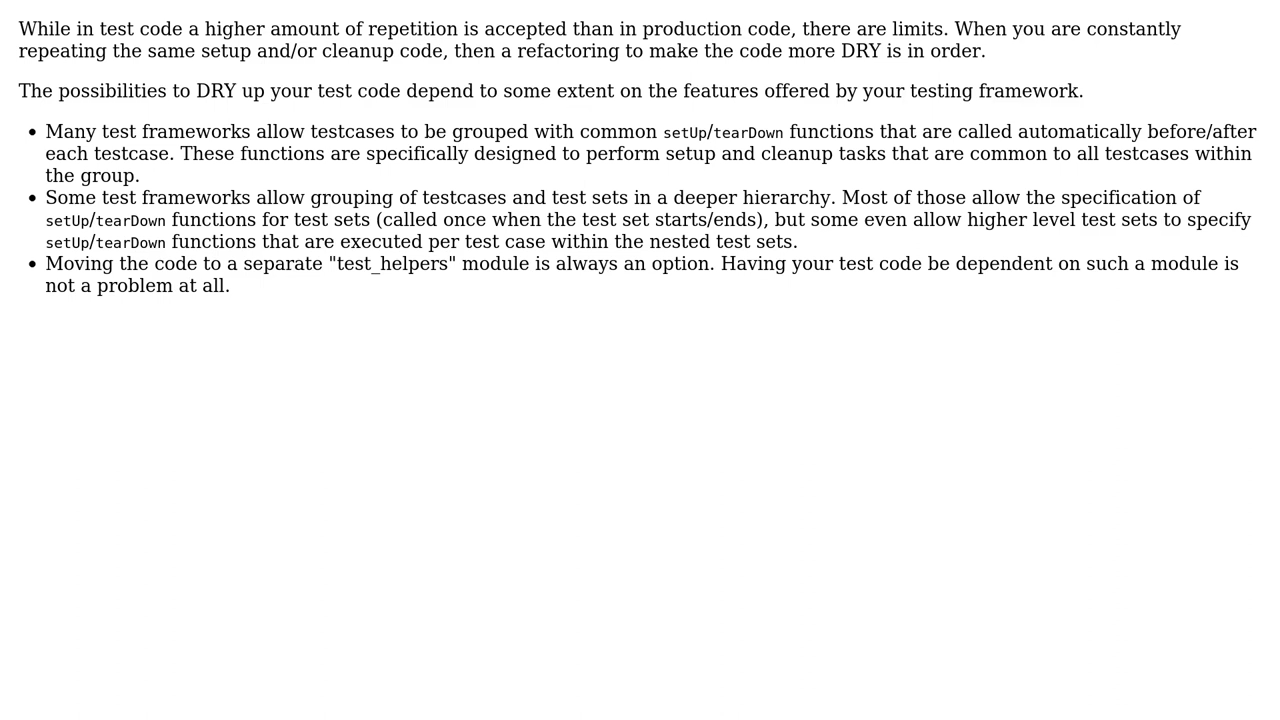 While in test code a higher amount of repetition is accepted than in production code, there are limits. When you are constantly
repeating the same setup and/or cleanup code, then a refactoring to make the code more DRY is in order.
The possibilities to DRY up your test code depend to some extent on the features offered by your testing framework.
• Many test frameworks allow testcases to be grouped with common setUp/tearDown functions that are called automatically before/after
each testcase. These functions are specifically designed to perform setup and cleanup tasks that are common to all testcases within
the group.
• Some test frameworks allow grouping of testcases and test sets in a deeper hierarchy. Most of those allow the specification of
setUp/tearDown functions for test sets (called once when the test set starts/ends), but some even allow higher level test sets to specify
setUp/tearDown functions that are executed per test case within the nested test sets.
• Moving the code to a separate "test_helpers" module is always an option. Having your test code be dependent on such a module is
not a problem at all.